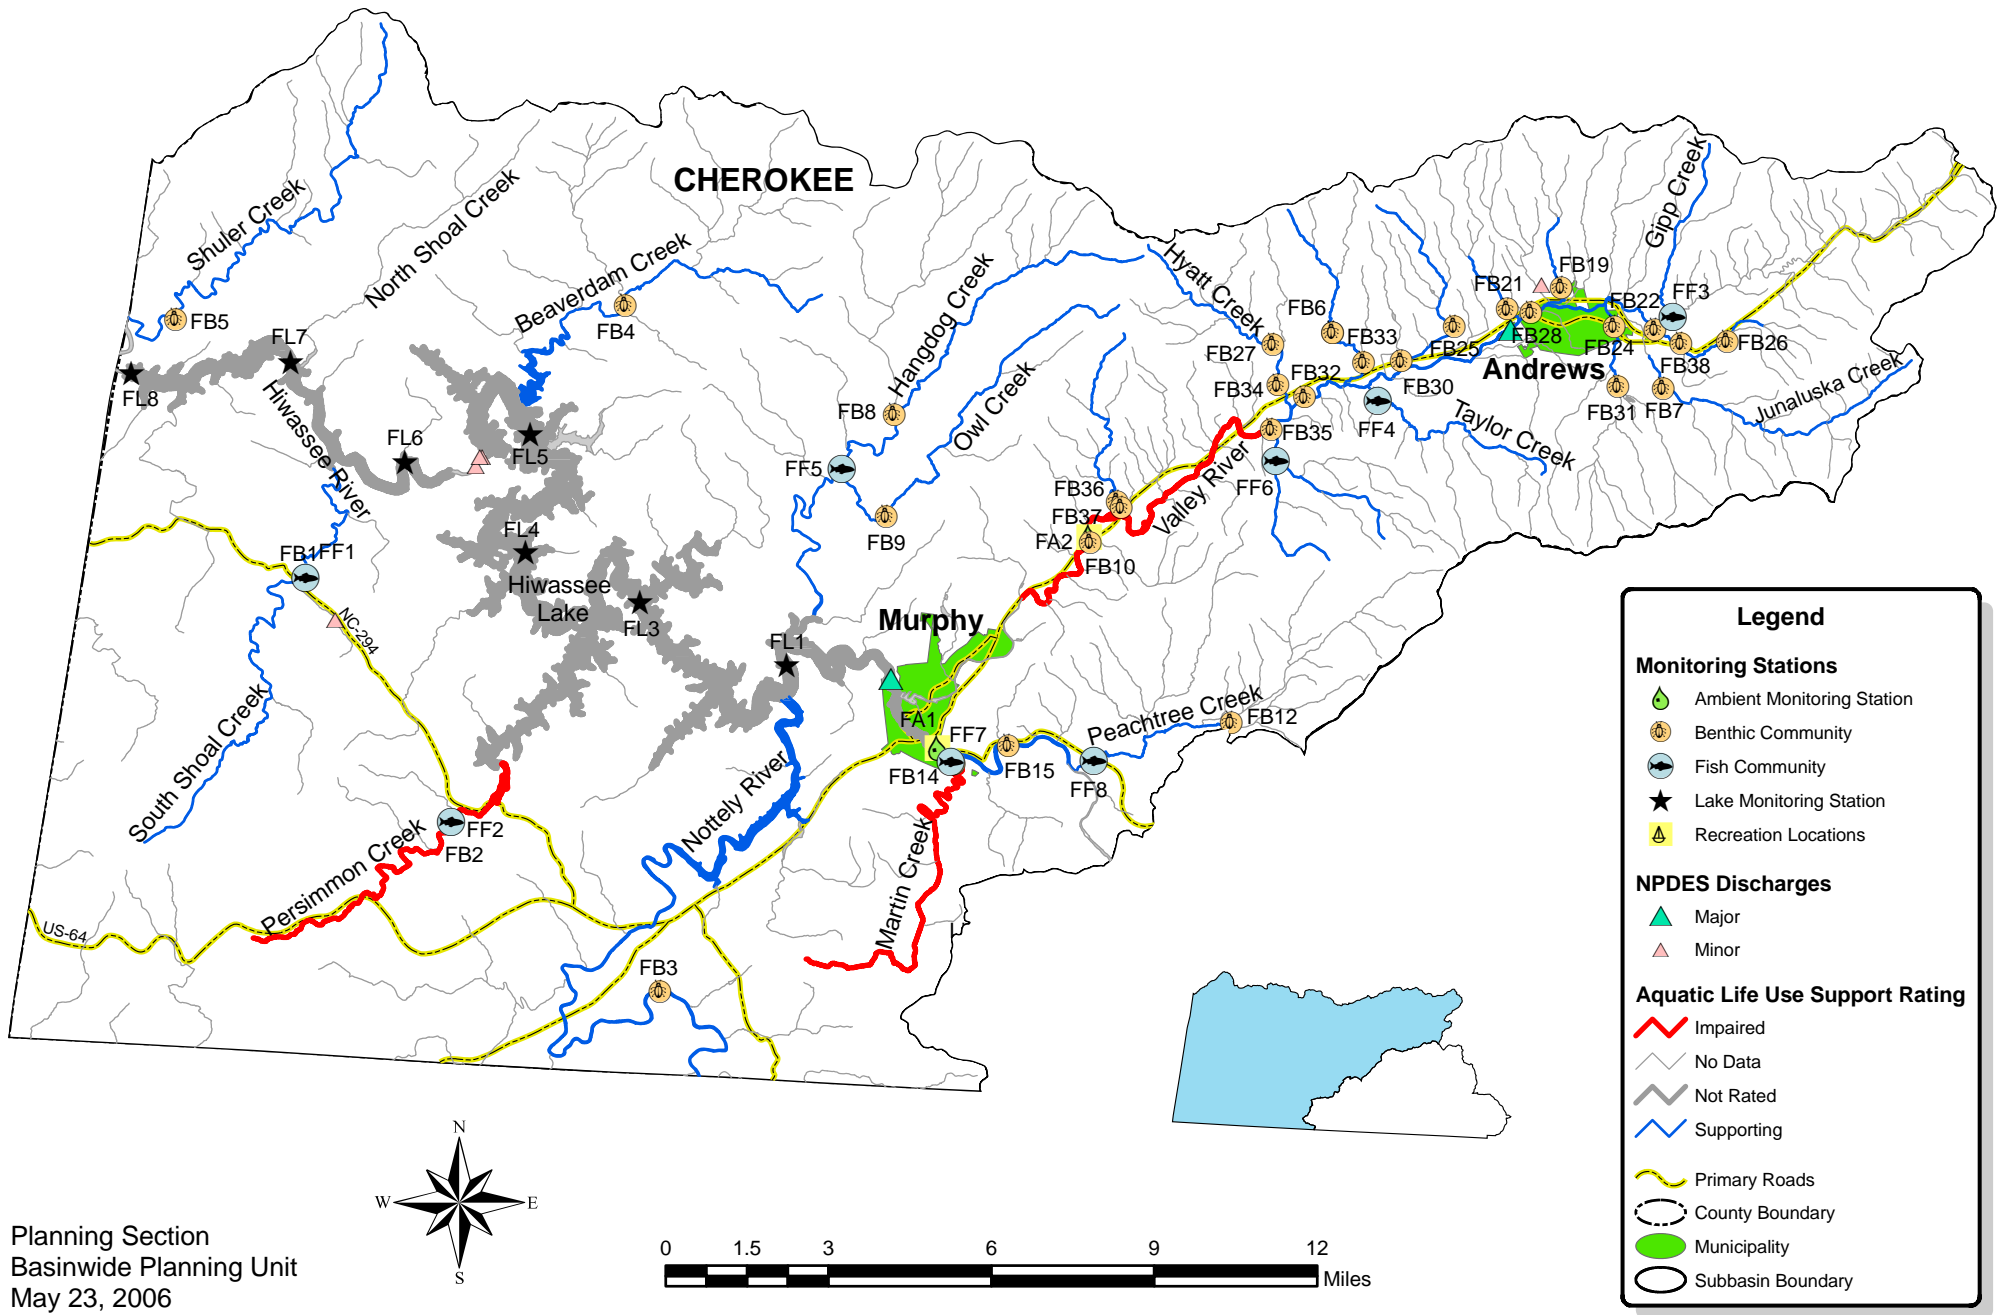 CHEROKEE
Shuler Creek
North Shoal Creek
Beaverdam Creek
Hangdog Creek
Owl Creek
Hyatt Creek
Gipp Creek
Junaluska Creek
Taylor Creek
Valley River
Peachtree Creek
Martin Creek
Nottely River
Persimmon Creek
South Shoal Creek
Hiwassee River
Hiwassee
Lake
Murphy
Andrews
NC-294
US-64
FB5
FL7
FL8
FL6
FL5
FB4
FL4
FL3
FL1
FB1
FF1
FF2
FB2
FB3
FB8
FF5
FB9
FB6
FB33
FB27
FB34
FB32
FB35
FF6
FF4
FB30
FB25
FB21
FB19
FB28
FB22
FF3
FB24
FB38
FB26
FB31
FB7
FB36
FB37
FA2
FB10
FA1
FF7
FB14
FB15
FF8
FB12
Legend
Monitoring Stations
Ambient Monitoring Station
Benthic Community
Fish Community
Lake Monitoring Station
Recreation Locations
NPDES Discharges
Major
Minor
Aquatic Life Use Support Rating
Impaired
No Data
Not Rated
Supporting
Primary Roads
County Boundary
Municipality
Subbasin Boundary
N
W
E
S
0 1.5 3 6 9 12
Miles
Planning Section
Basinwide Planning Unit
May 23, 2006